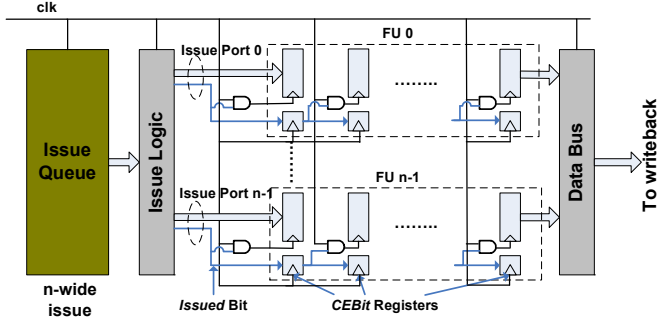 clk
FU 0
Issue Port 0
........
Issue
Queue
Issue Logic
Data Bus
To writeback
Issue Port n-1
FU n-1
........
n-wide
issue
Issued Bit
CEBit Registers